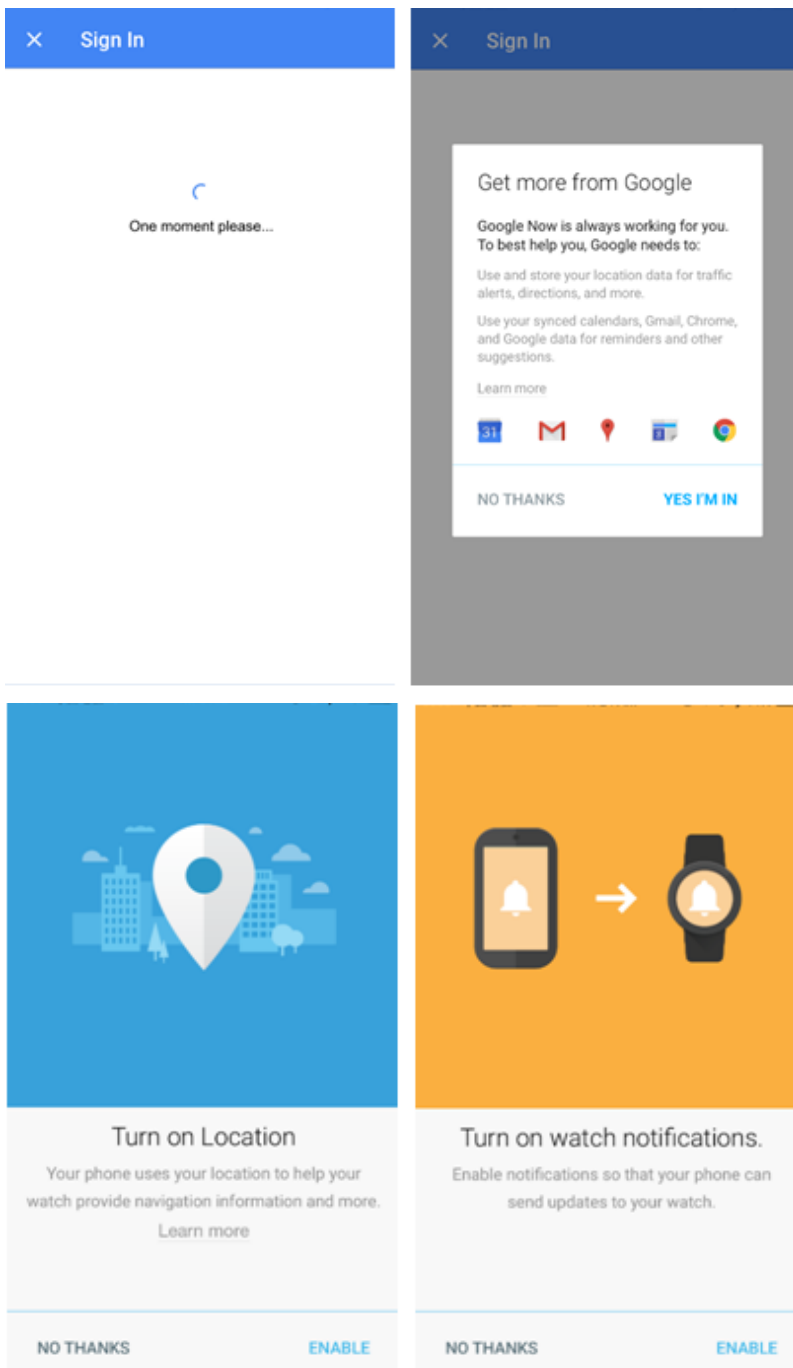 Sign In
One moment please...
Sign In
Get more from Google
Google Now is always working for you.
To best help you, Google needs to:
Use and store your location data for traffic
alerts, directions, and more.
Use your synced calendars, Gmail, Chrome,
and Google data for reminders and other
suggestions.
Learn more
31
8
NO THANKS YES I'M IN
Turn on Location
Your phone uses your location to help your
watch provide navigation information and more.
Learn more
NO THANKS ENABLE
Turn on watch notifications.
Enable notifications so that your phone can
send updates to your watch.
NO THANKS ENABLE